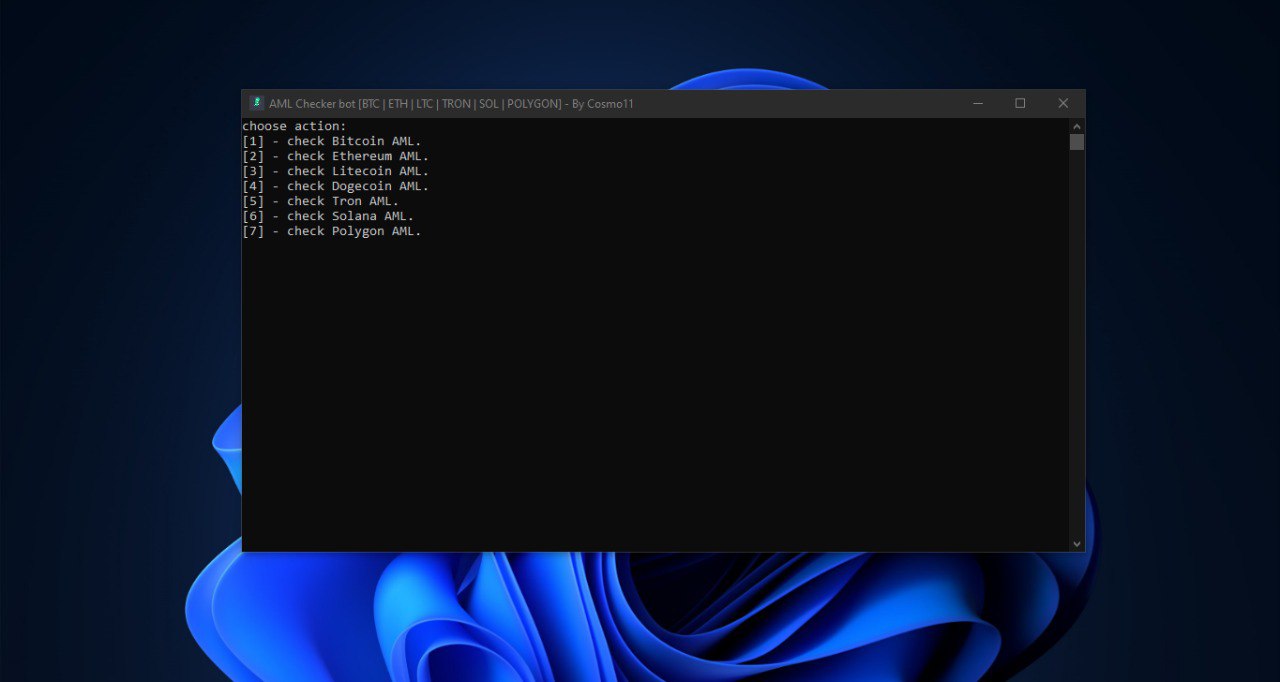 AML Checker bot [BTC | ETH | LTC | TRON | SOL | POLYGON] - By Cosmo11
choose action:
[1] - check Bitcoin AML.
[2] - check Ethereum AML.
[3] - check Litecoin AML.
[4] - check Dogecoin AML.
[5] - check Tron AML.
[6] - check Solana AML.
[7] - check Polygon AML.